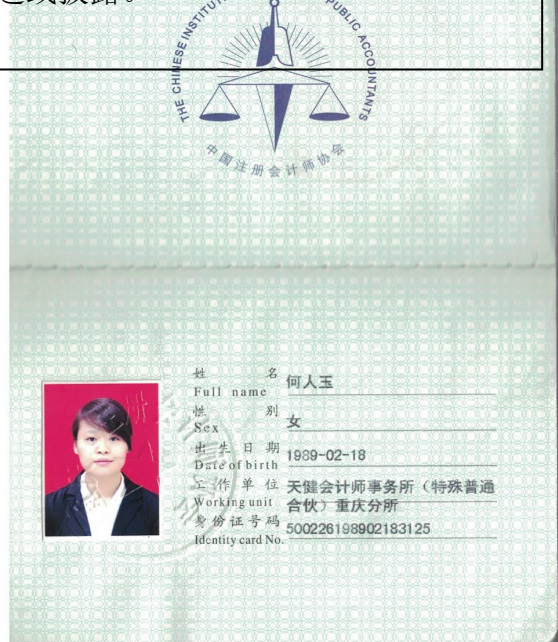 THE CHINESE INSTITUTE
PUBLIC ACCOUNTANTS
中国注册会计师协会
姓 名 何人玉
Full name
性 别 女
Sex
出生日期 1989-02-18
Date of birth
工作单位 天健会计师事务所（特殊普通
Working unit 合伙）重庆分所
身份证号码 500226198902183125
Identity card No.